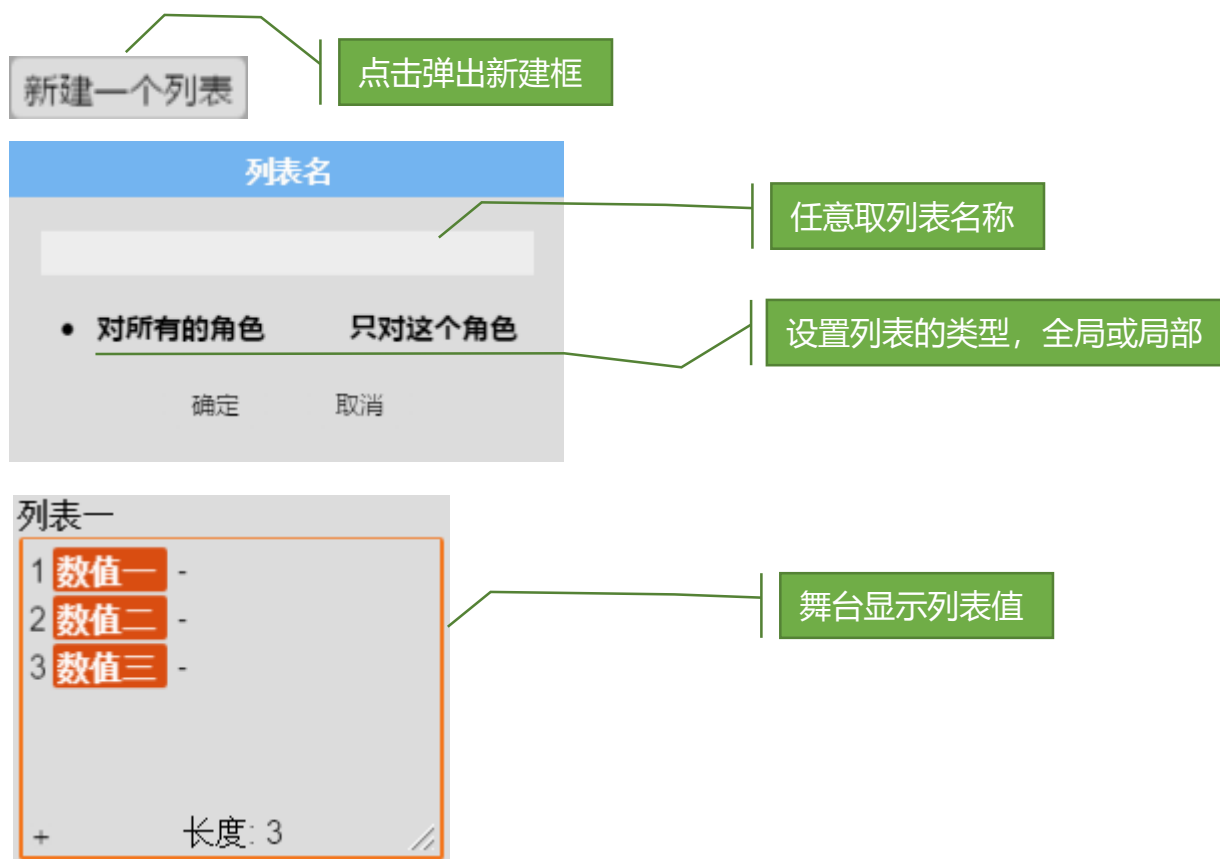 点击弹出新建框
新建一个列表
列表名
任意取列表名称
对所有的角色 只对这个角色
设置列表的类型，全局或局部
确定 取消
列表一
1 数值一 -
2 数值二 -
3 数值三 -
舞台显示列表值
+ 长度: 3